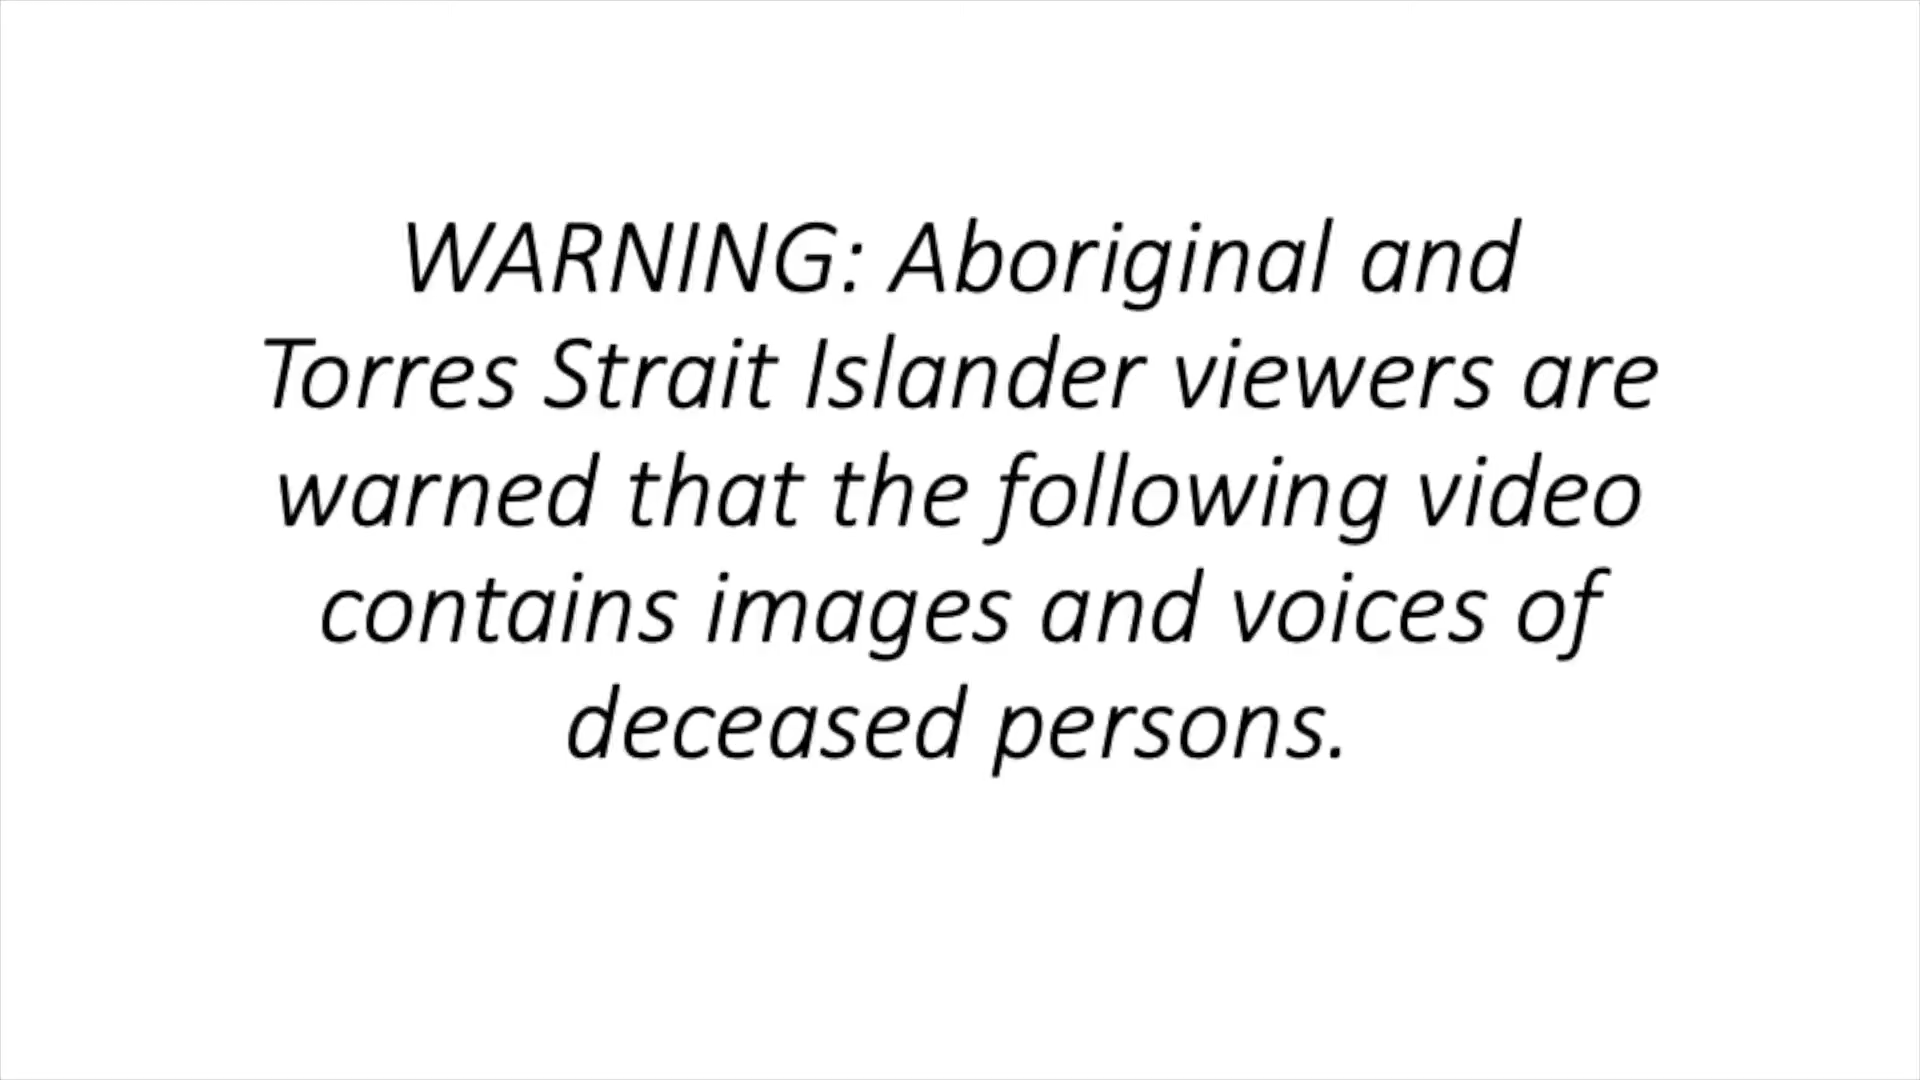 WARNING: Aboriginal and
Torres Strait Islander viewers are
warned that the following video
contains images and voices of
deceased persons.